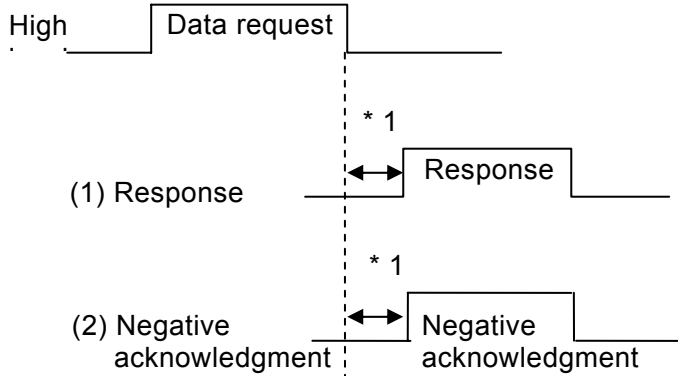 High
Data request
* 1
Response
(1) Response
* 1
(2) Negative
acknowledgment
Negative
acknowledgment